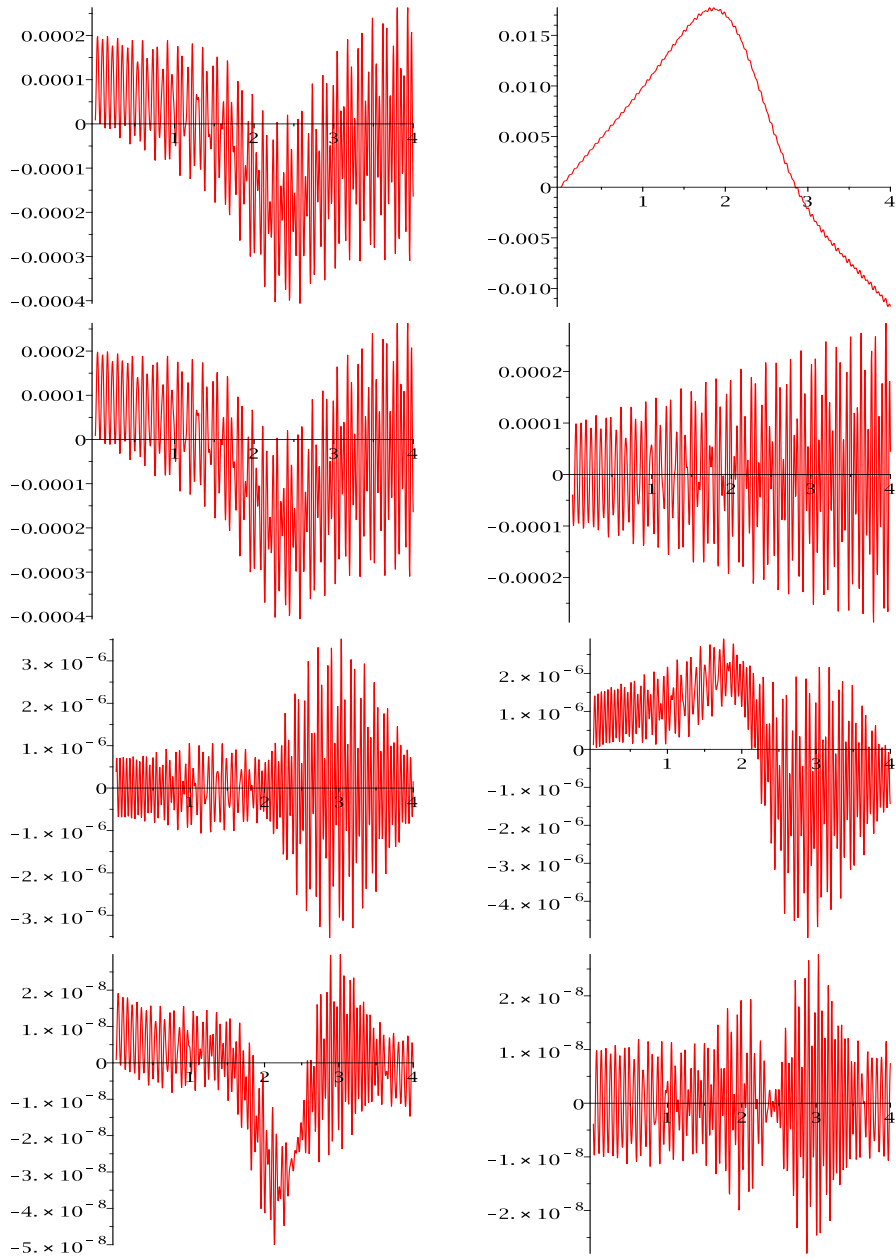 0.0002
0.0001
0
1 2 3 4
-0.0001
-0.0002
-0.0003
-0.0004
0.015
0.010
0.005
0
1 2 3 4
-0.005
-0.010
0.0002
0.0001
0
1 2 3 4
-0.0001
-0.0002
-0.0003
-0.0004
0.0002
0.0001
0
1 2 3 4
-0.0001
-0.0002
3. × 10⁻⁶
2. × 10⁻⁶
1. × 10⁻⁶
0
1 2 3 4
-1. × 10⁻⁶
-2. × 10⁻⁶
-3. × 10⁻⁶
2. × 10⁻⁶
1. × 10⁻⁶
0
1 2 3 4
-1. × 10⁻⁶
-2. × 10⁻⁶
-3. × 10⁻⁶
-4. × 10⁻⁶
2. × 10⁻⁸
1. × 10⁻⁸
0
1 2 3 4
-1. × 10⁻⁸
-2. × 10⁻⁸
-3. × 10⁻⁸
-4. × 10⁻⁸
-5. × 10⁻⁸
2. × 10⁻⁸
1. × 10⁻⁸
0
1 2 3 4
-1. × 10⁻⁸
-2. × 10⁻⁸